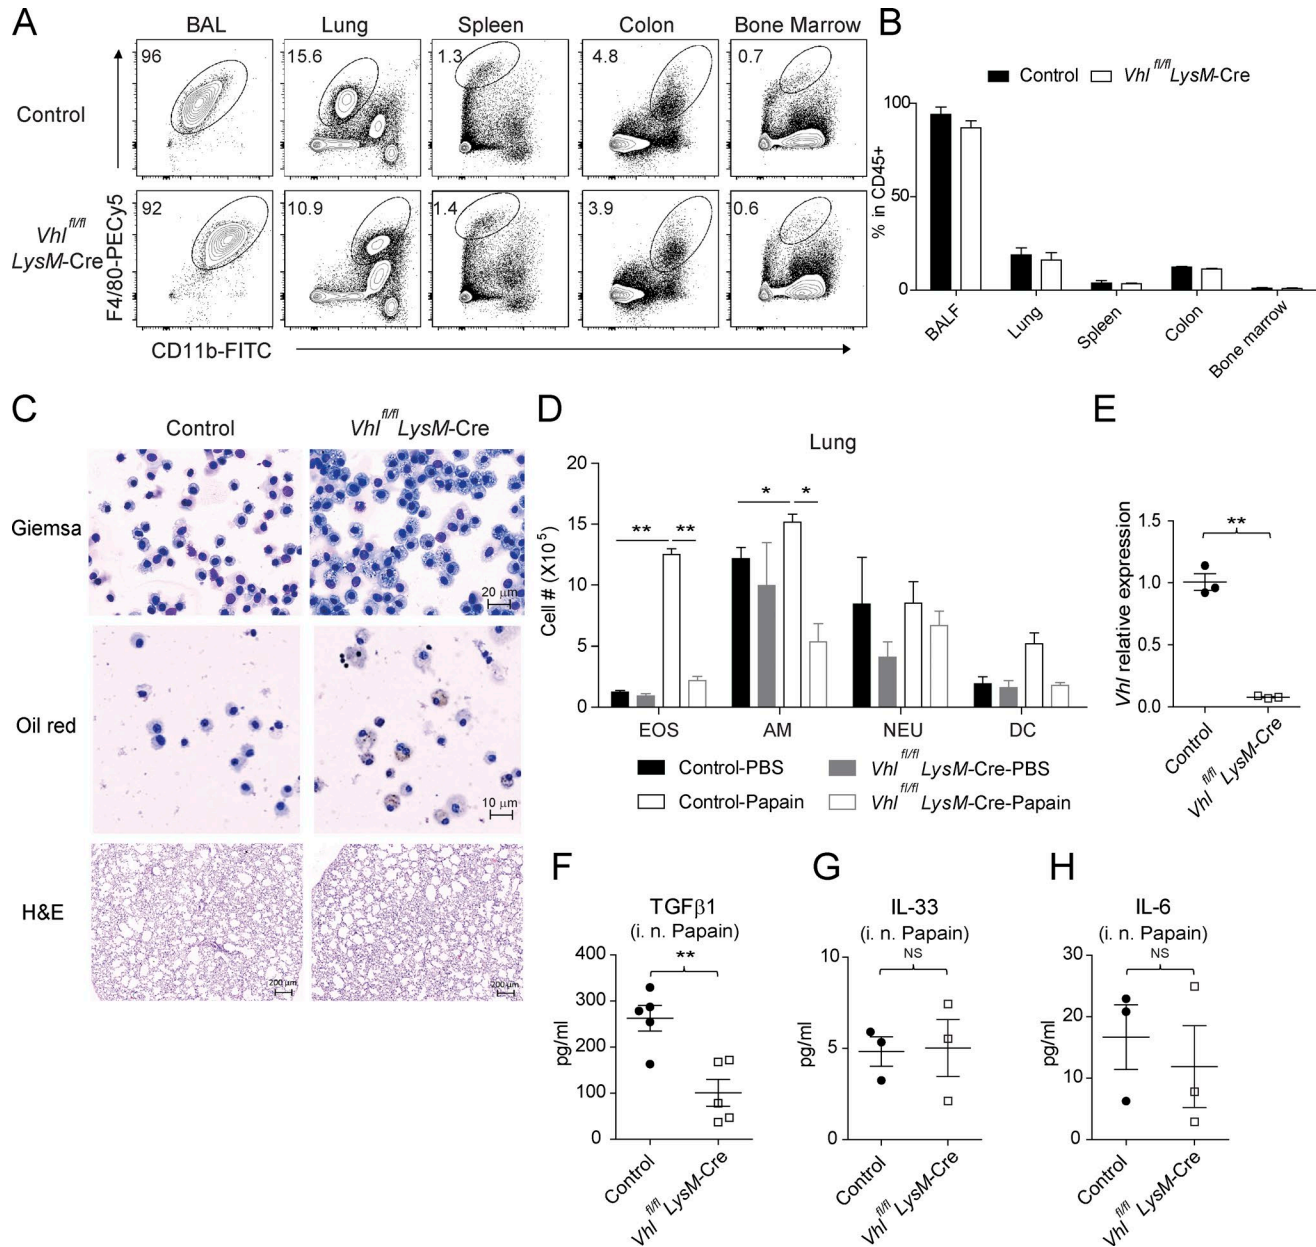 A
BAL
Lung
Spleen
Colon
Bone Marrow
Control
96
15.6
1.3
4.8
0.7
Vhl fl/fl
LysM-Cre
92
10.9
1.4
3.9
0.6
F4/80-PECy5
CD11b-FITC
B
Control
Vhl fl/fl LysM-Cre
% in CD45+
100
50
0
BALF
Lung
Spleen
Colon
Bone marrow
C
Control
Vhl fl/fl LysM-Cre
Giemsa
20 μm
Oil red
10 μm
H&E
200 μm
200 μm
D
Lung
Cell # (X10 5)
20
15
10
5
0
** **
* *
EOS
AM
NEU
DC
Control-PBS
Vhl fl/fl LysM-Cre-PBS
Control-Papain
Vhl fl/fl LysM-Cre-Papain
E
Vhl relative expression
1.5
1.0
0.5
0.0
**
Control
Vhl fl/fl LysM-Cre
F
TGFβ1
(i. n. Papain)
**
pg/ml
400
300
200
100
0
Control
Vhl fl/fl LysM-Cre
G
IL-33
(i. n. Papain)
NS
pg/ml
10
5
0
Control
Vhl fl/fl LysM-Cre
H
IL-6
(i. n. Papain)
NS
pg/ml
30
20
10
0
Control
Vhl fl/fl LysM-Cre